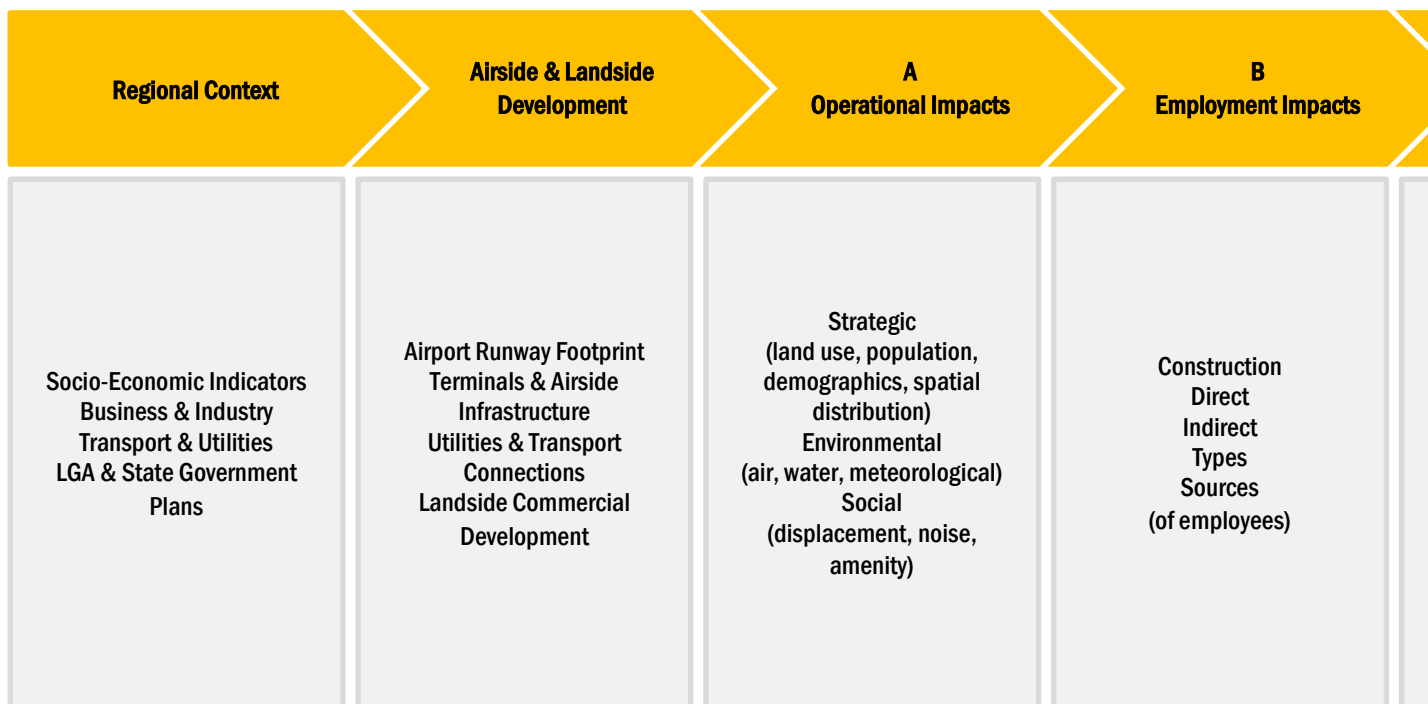 Regional Context
Airside & Landside
Development
A
Operational Impacts
B
Employment Impacts
Socio-Economic Indicators
Business & Industry
Transport & Utilities
LGA & State Government
Plans
Airport Runway Footprint
Terminals & Airside
Infrastructure
Utilities & Transport
Connections
Landside Commercial
Development
Strategic
(land use, population,
demographics, spatial
distribution)
Environmental
(air, water, meteorological)
Social
(displacement, noise,
amenity)
Construction
Direct
Indirect
Types
Sources
(of employees)